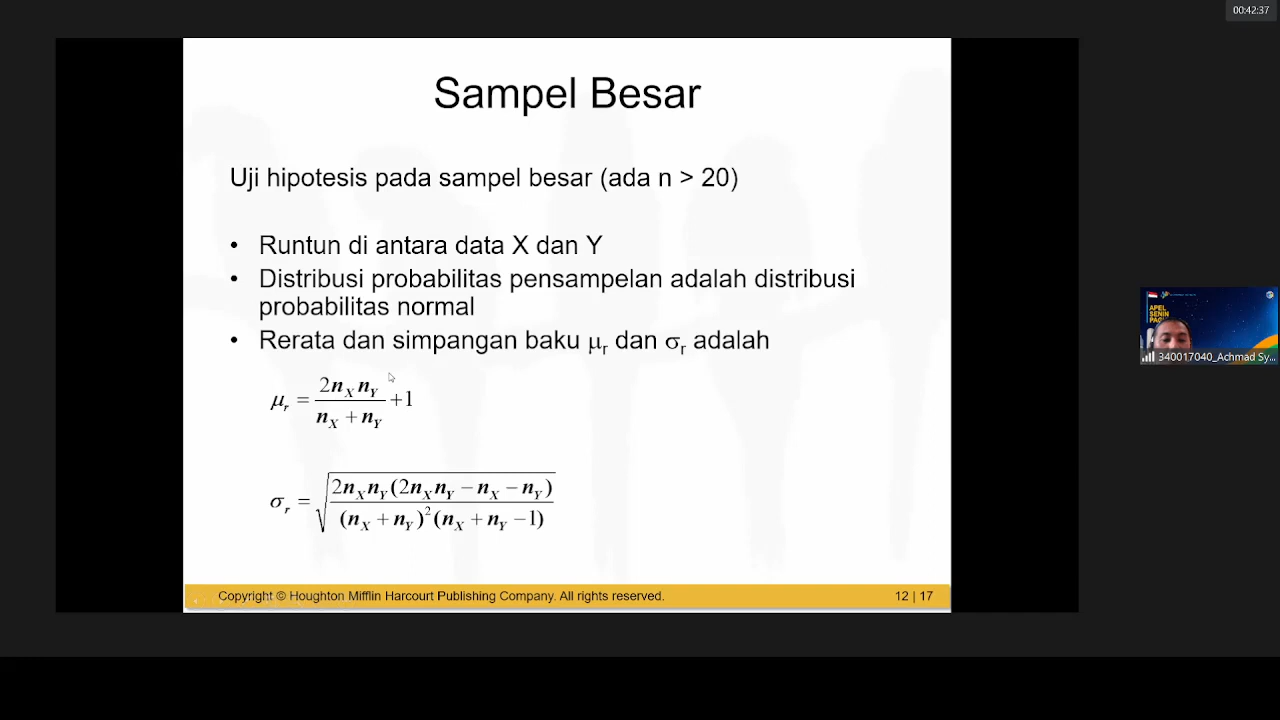 00:42:37
Sampel Besar
Uji hipotesis pada sampel besar (ada n > 20)
• Runtun di antara data X dan Y
• Distribusi probabilitas pensampelan adalah distribusi
probabilitas normal
• Rerata dan simpangan baku μr dan σr adalah
μr = 2nXnY / (nX + nY) + 1
σr = √(2nXnY(2nXnY − nX − nY) / ((nX + nY)²(nX + nY − 1)))
Copyright © Houghton Mifflin Harcourt Publishing Company. All rights reserved.
12 | 17
APEL
SENIN
340017040_Achmad Sy...